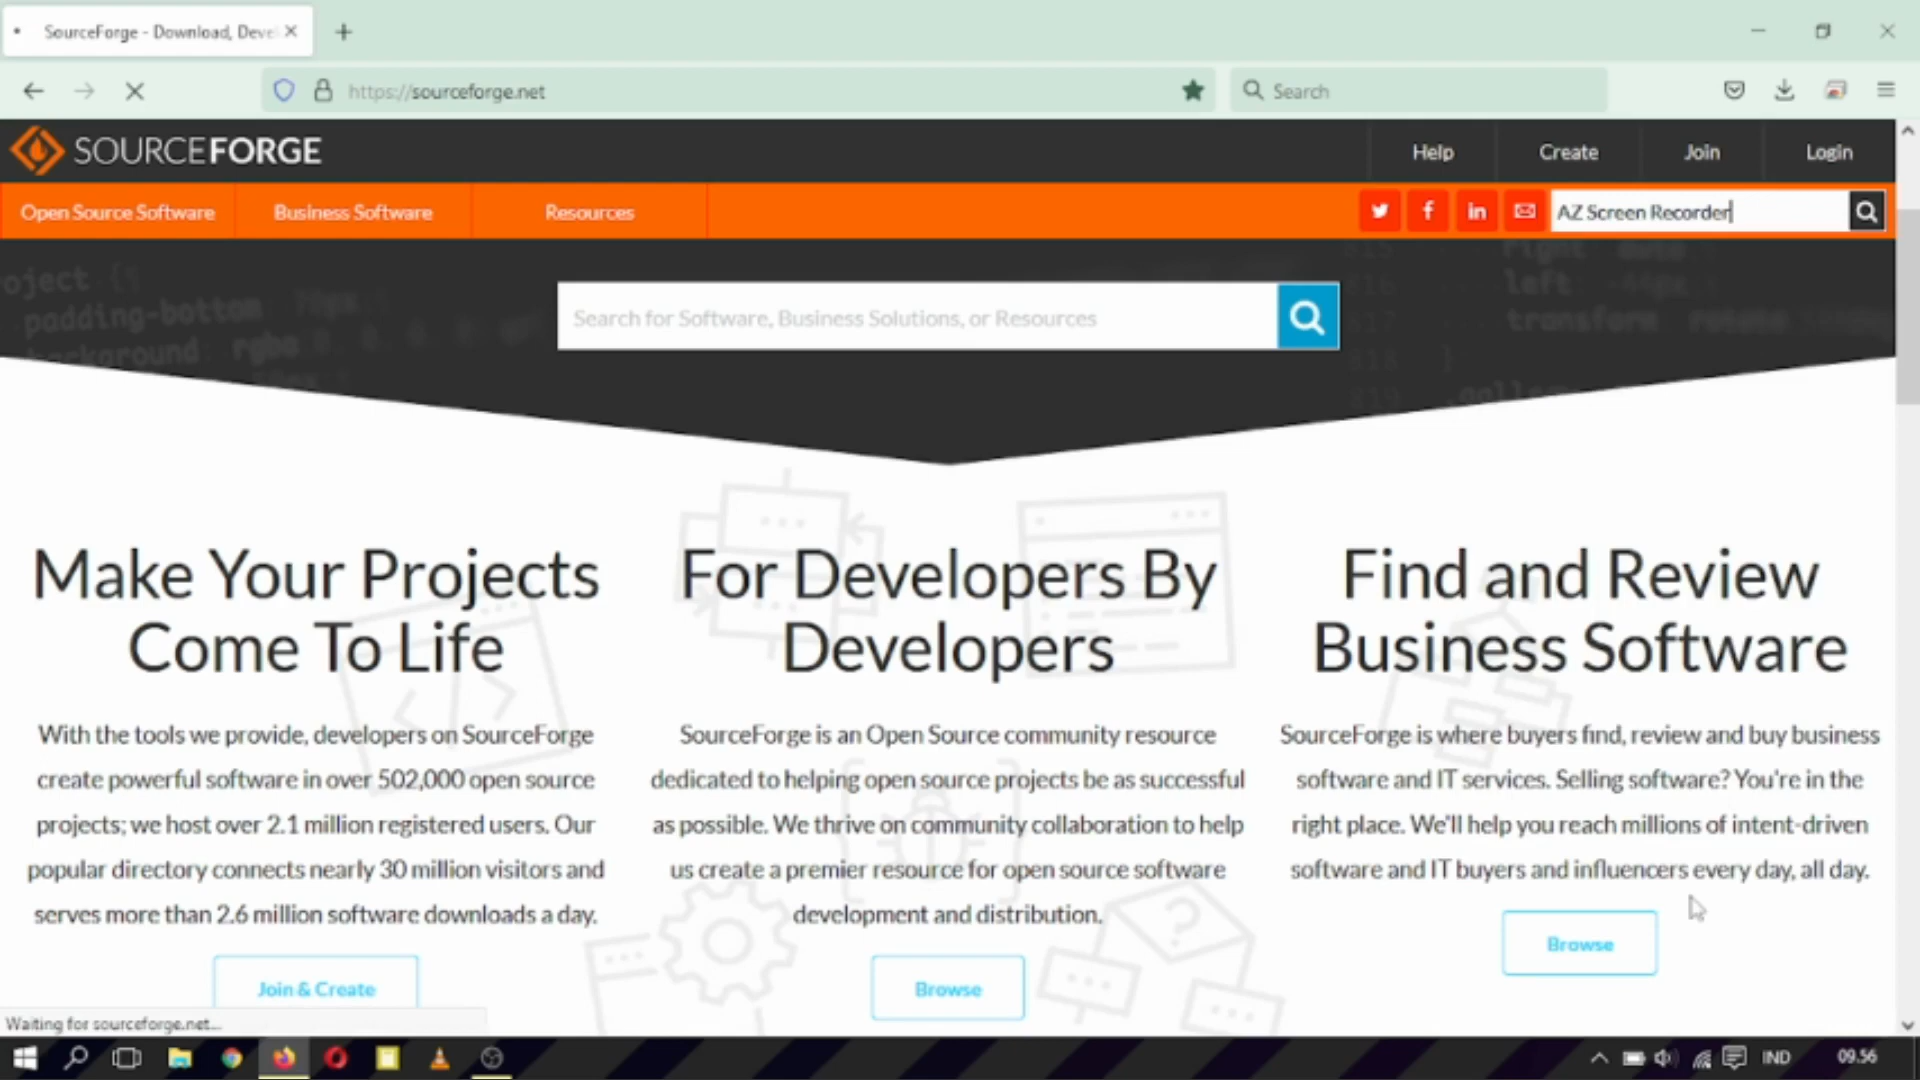 SourceForge - Download, Deve
https://sourceforge.net
Search
SOURCEFORGE
Help
Create
Join
Login
Open Source Software
Business Software
Resources
AZ Screen Recorder
roject {
padding-bottom
background rgba
right
left
transform rotate
Search for Software, Business Solutions, or Resources
Make Your Projects
Come To Life
With the tools we provide, developers on SourceForge
create powerful software in over 502,000 open source
projects; we host over 2.1 million registered users. Our
popular directory connects nearly 30 million visitors and
serves more than 2.6 million software downloads a day.
Join & Create
For Developers By
Developers
SourceForge is an Open Source community resource
dedicated to helping open source projects be as successful
as possible. We thrive on community collaboration to help
us create a premier resource for open source software
development and distribution.
Browse
Find and Review
Business Software
SourceForge is where buyers find, review and buy business
software and IT services. Selling software? You're in the
right place. We'll help you reach millions of intent-driven
software and IT buyers and influencers every day, all day.
Browse
Waiting for sourceforge.net...
IND
09.56